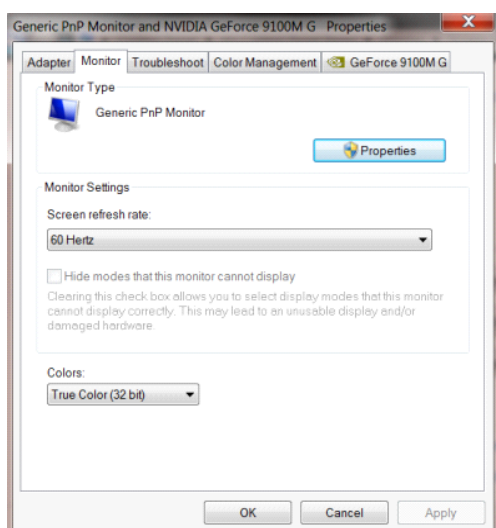 Generic PnP Monitor and NVIDIA GeForce 9100M G Properties
Adapter Monitor Troubleshoot Color Management GeForce 9100M G
Monitor Type
Generic PnP Monitor
Properties
Monitor Settings
Screen refresh rate:
60 Hertz
Hide modes that this monitor cannot display
Clearing this check box allows you to select display modes that this monitor
cannot display correctly. This may lead to an unusable display and/or
damaged hardware.
Colors:
True Color (32 bit)
OK Cancel Apply